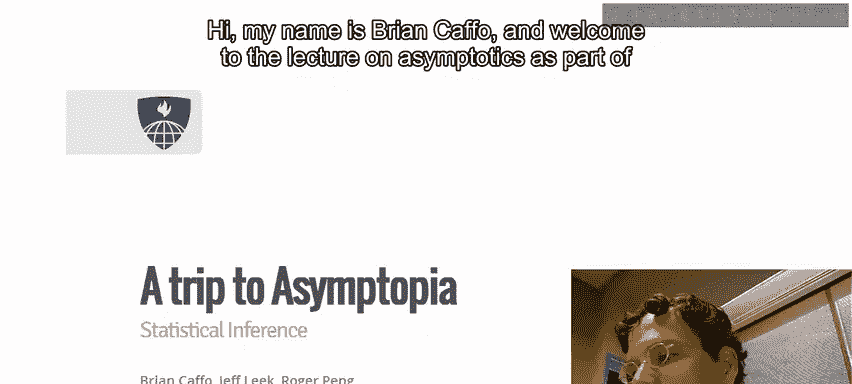 Hi, my name is Brian Caffo, and welcome
to the lecture on asymptotics as part of
A trip to Asymptopia
Statistical Inference
Brian Caffo, Jeff Leek, Roger Peng